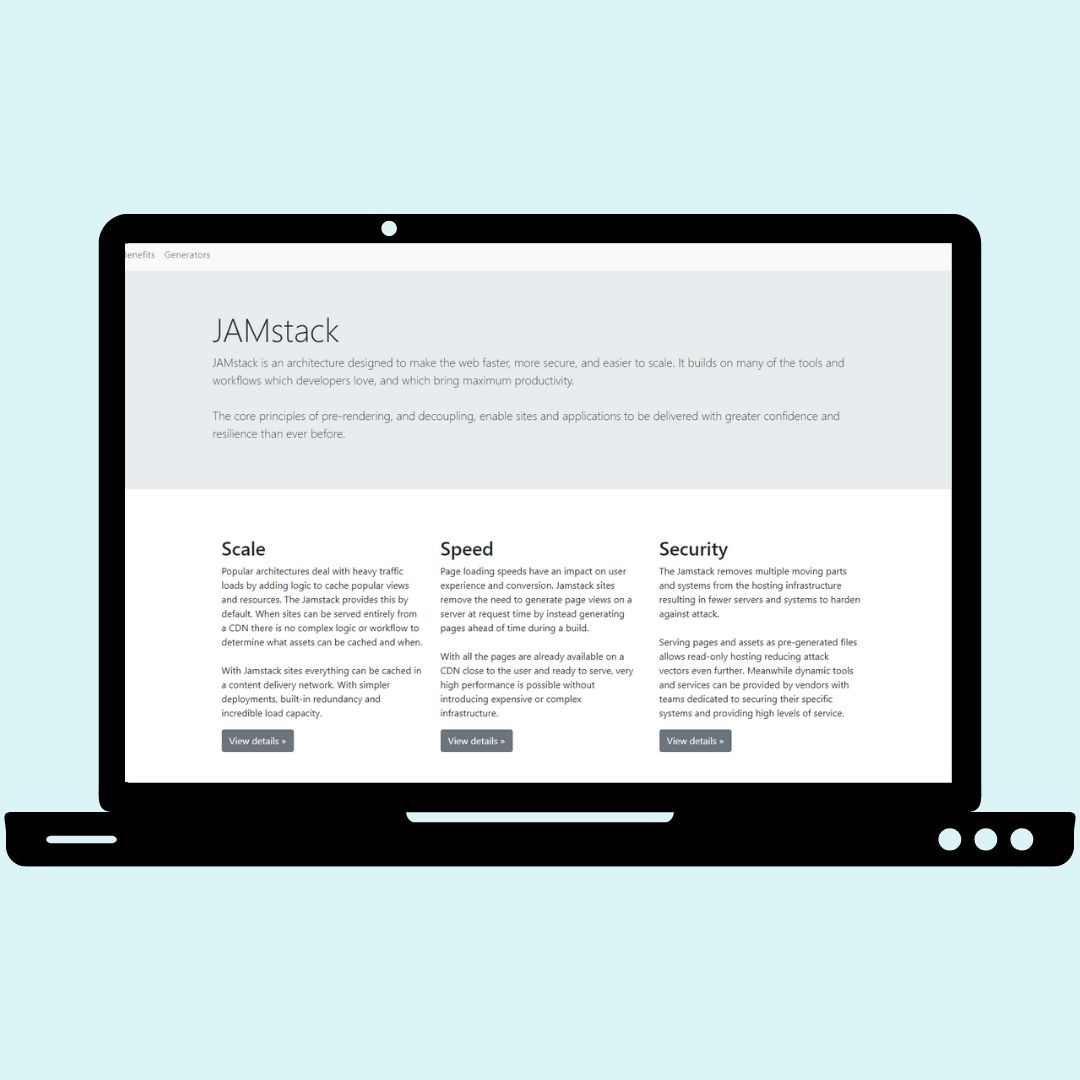 enefits Generators
JAMstack
JAMstack is an architecture designed to make the web faster, more secure, and easier to scale. It builds on many of the tools and
workflows which developers love, and which bring maximum productivity.
The core principles of pre-rendering, and decoupling, enable sites and applications to be delivered with greater confidence and
resilience than ever before.
Scale
Popular architectures deal with heavy traffic
loads by adding logic to cache popular views
and resources. The Jamstack provides this by
default. When sites can be served entirely from
a CDN there is no complex logic or workflow to
determine what assets can be cached and when.
With Jamstack sites everything can be cached in
a content delivery network. With simpler
deployments, built-in redundancy and
incredible load capacity.
View details »
Speed
Page loading speeds have an impact on user
experience and conversion. Jamstack sites
remove the need to generate page views on a
server at request time by instead generating
pages ahead of time during a build.
With all the pages are already available on a
CDN close to the user and ready to serve, very
high performance is possible without
introducing expensive or complex
infrastructure.
View details »
Security
The Jamstack removes multiple moving parts
and systems from the hosting infrastructure
resulting in fewer servers and systems to harden
against attack.
Serving pages and assets as pre-generated files
allows read-only hosting reducing attack
vectors even further. Meanwhile dynamic tools
and services can be provided by vendors with
teams dedicated to securing their specific
systems and providing high levels of service.
View details »